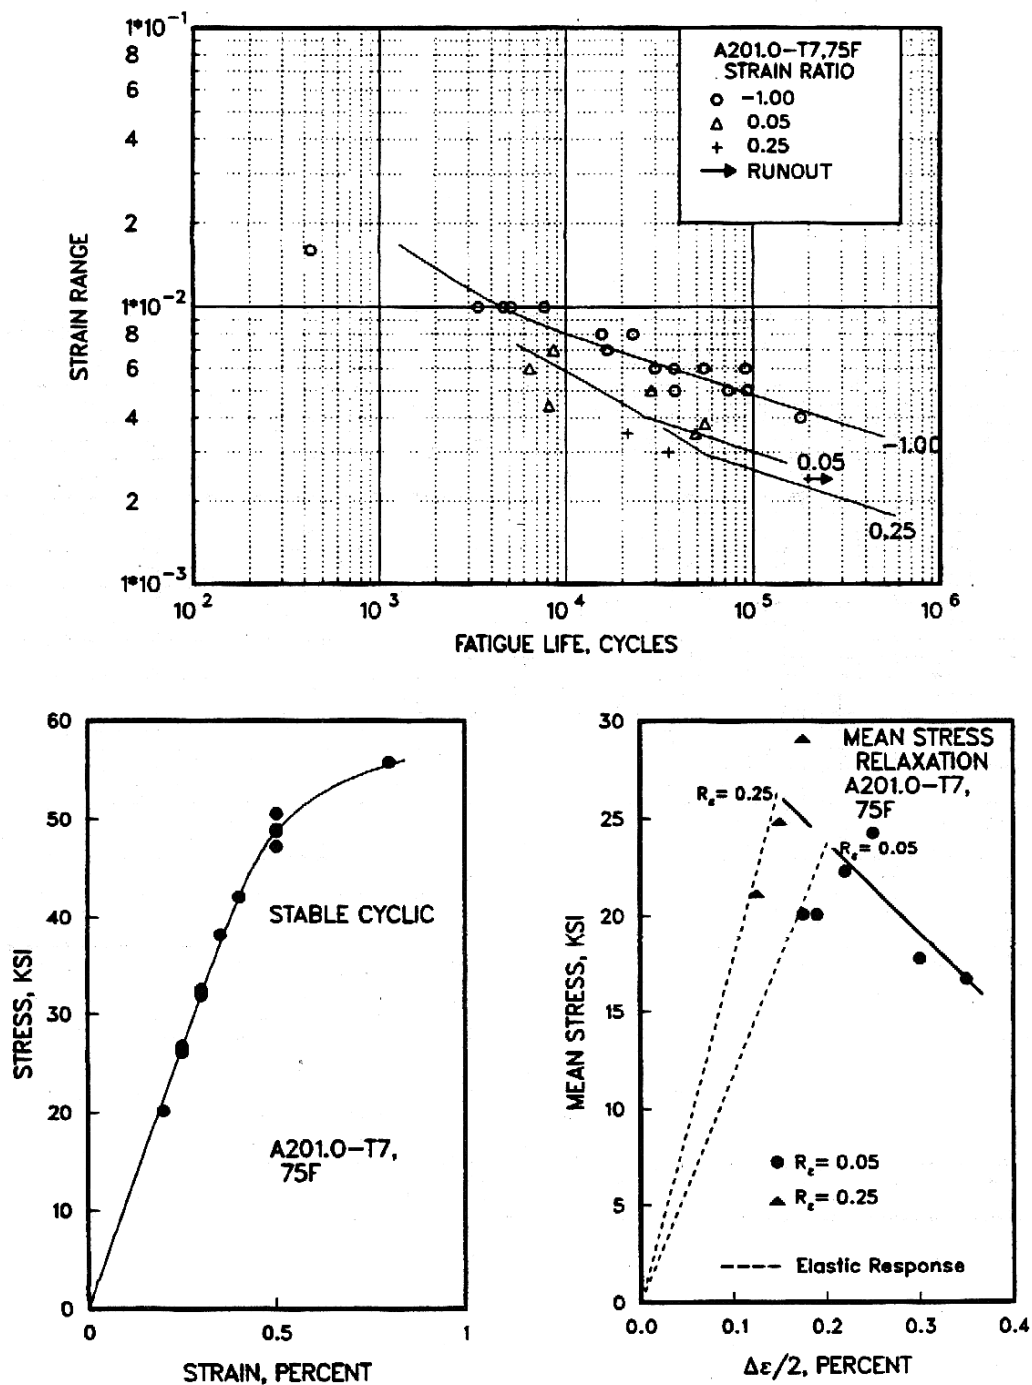 1*10-1
8
6
4
2
1*10-2
8
6
4
2
1*10-3
STRAIN RANGE
A201.0-T7,75F
STRAIN RATIO
-1.00
0.05
0.25
RUNOUT
-1.00
0.05
0.25
10 2
10 3
10 4
10 5
10 6
FATIGUE LIFE, CYCLES
60
50
40
30
20
10
0
STRESS, KSI
STABLE CYCLIC
A201.0-T7,
75F
0
0.5
1
STRAIN, PERCENT
30
25
20
15
10
5
0
MEAN STRESS, KSI
MEAN STRESS
RELAXATION
A201.0-T7,
75F
Rε= 0.25
Rε= 0.05
Rε= 0.05
Rε= 0.25
Elastic Response
0.0
0.1
0.2
0.3
0.4
Δε/2, PERCENT